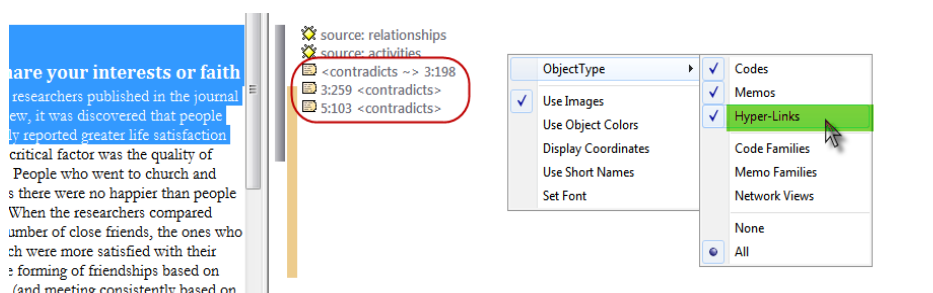 hare your interests or faith
researchers published in the journal
ew, it was discovered that people
ly reported greater life satisfaction
critical factor was the quality of
People who went to church and
s there were no happier than people
When the researchers compared
umber of close friends, the ones who
ch were more satisfied with their
e forming of friendships based on
(and meeting consistently based on
source: relationships
source: activities
<contradicts ~> 3:198
3:259 <contradicts>
5:103 <contradicts>
ObjectType
Use Images
Use Object Colors
Display Coordinates
Use Short Names
Set Font
Codes
Memos
Hyper-Links
Code Families
Memo Families
Network Views
None
All